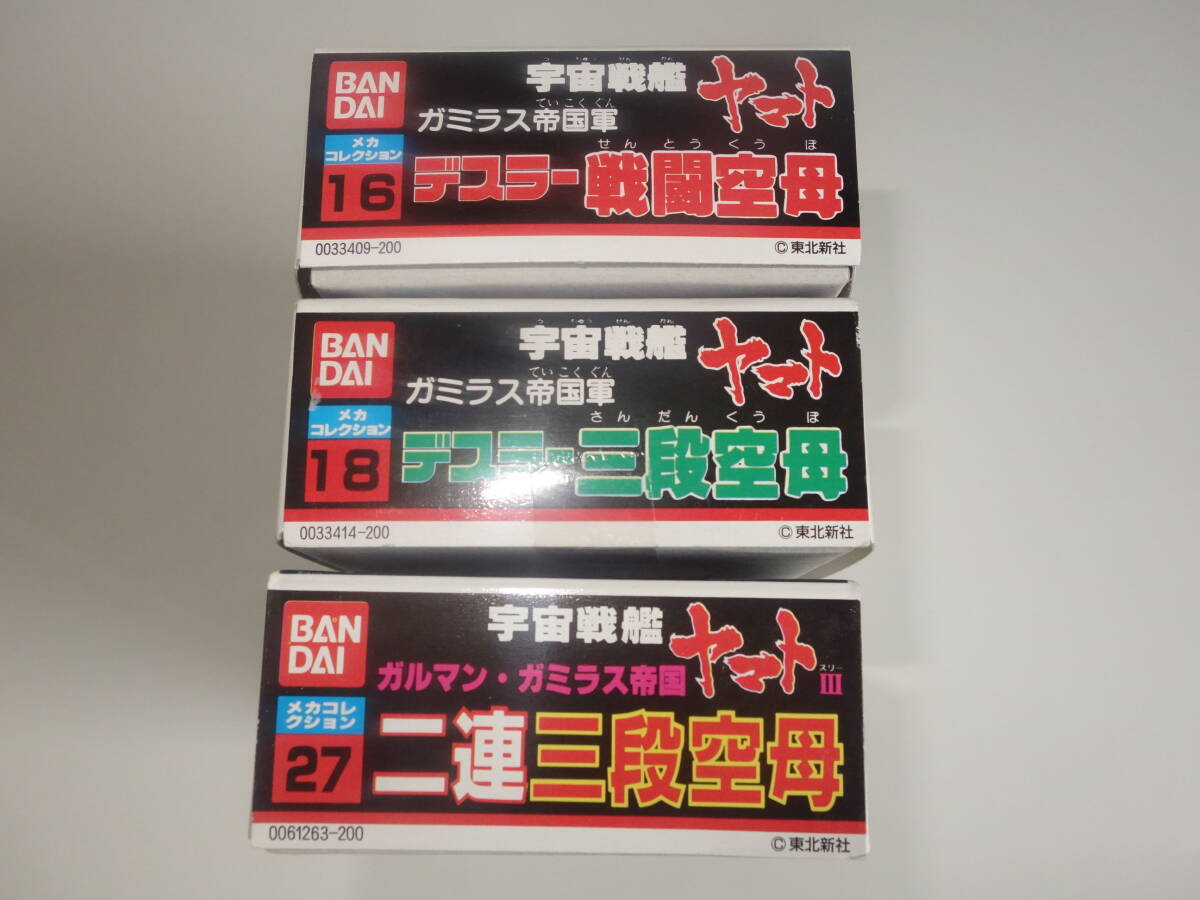 BAN
DAI
メカ
コレクション
16
うちゅうせんかん
宇宙戦艦
ヤマト
ていこくぐん
ガミラス帝国軍
せんとうくうぼ
デスラー戦闘空母
0033409-200
©東北新社
BAN
DAI
メカ
コレクション
18
うちゅうせんかん
宇宙戦艦
ヤマト
ていこくぐん
ガミラス帝国軍
さんだんくうぼ
デスラー三段空母
0033414-200
©東北新社
BAN
DAI
メカコレ
クション
27
宇宙戦艦
ヤマト
スリー
III
ガルマン・ガミラス帝国
二連三段空母
0061263-200
©東北新社